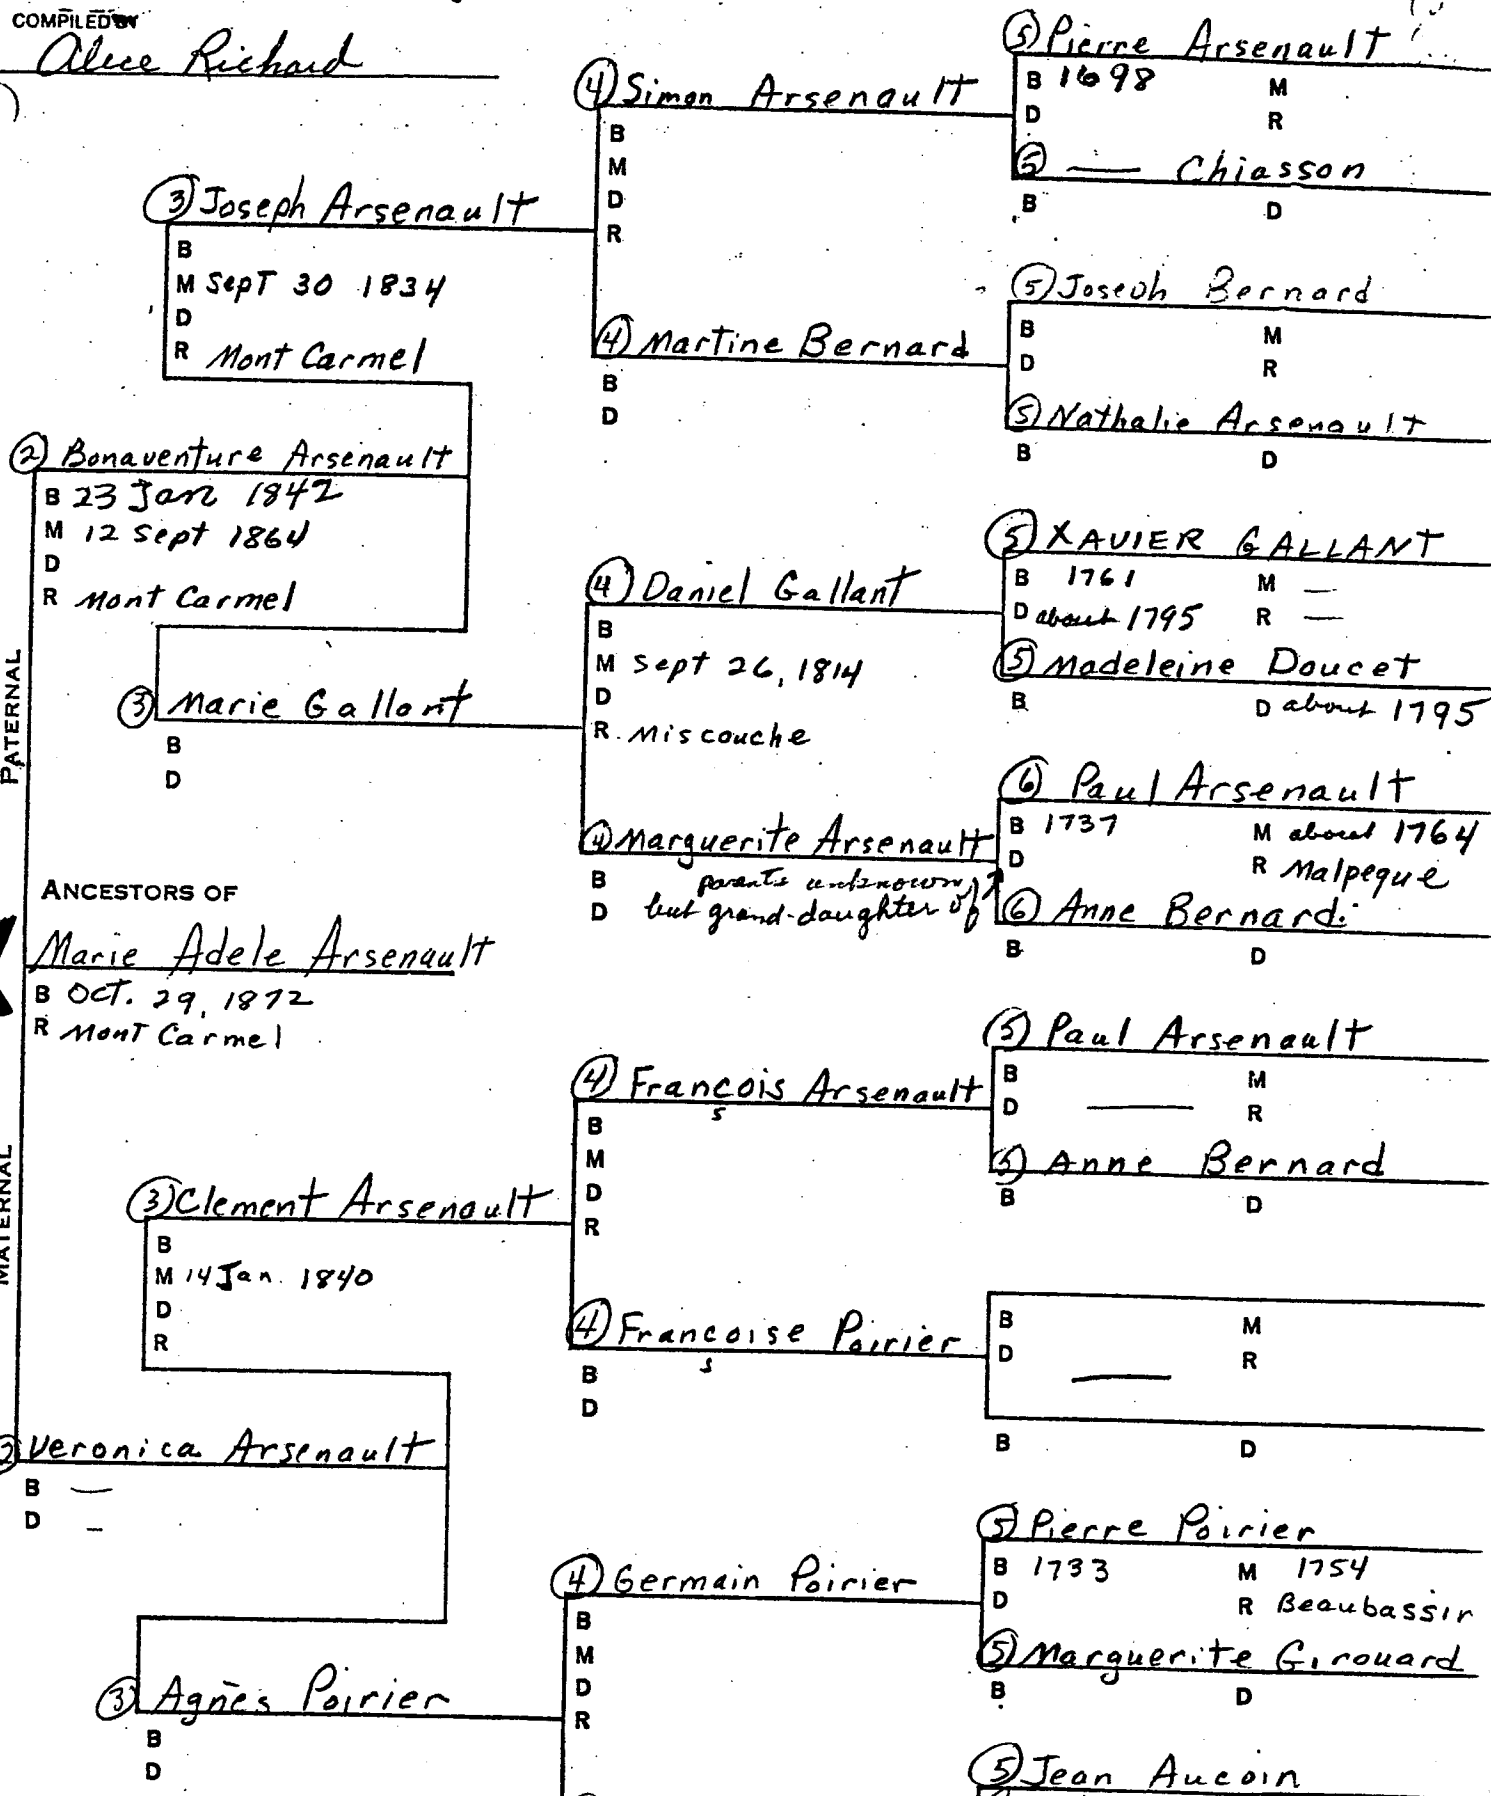 COMPILED BY
Alice Richard
5 Pierre Arsenault
B 1698 M
D R
5 — Chiasson
B D
4 Simon Arsenault
B
M
D
R
3 Joseph Arsenault
B
M Sept 30 1834
D
R Mont Carmel
5 Joseph Bernard
B M
D R
4 Martine Bernard
B
D
5 Nathalie Arsenault
B D
2 Bonaventure Arsenault
B 23 Jan 1842
M 12 Sept 1864
D
R Mont Carmel
5 XAVIER GALLANT
B 1761 M —
D about 1795 R —
4 Daniel Gallant
B
M Sept 26, 1814
D
R Miscouche
5 Madeleine Doucet
B D about 1795
PATERNAL
3 Marie Gallant
B
D
6 Paul Arsenault
B 1737 M about 1764
D R Malpeque
4 Marguerite Arsenault
B parents unknown,
D but grand-daughter of
6 Anne Bernard
B D
ANCESTORS OF
Marie Adele Arsenault
B OCT. 29, 1872
R Mont Carmel
5 Paul Arsenault
B M
D — R
4 Francois Arsenault
s
B
M
D
R
5 Anne Bernard
B D
MATERNAL
3 Clement Arsenault
B
M 14 Jan. 1840
D
R
B M
D — R
4 Francoise Poirier
s
B
D
B D
2 Veronica Arsenault
B —
D –
5 Pierre Poirier
B 1733 M 1754
D R Beaubassir
4 Germain Poirier
B
M
D
R
5 Marguerite Girouard
B D
3 Agnès Poirier
B
D
5 Jean Aucoin